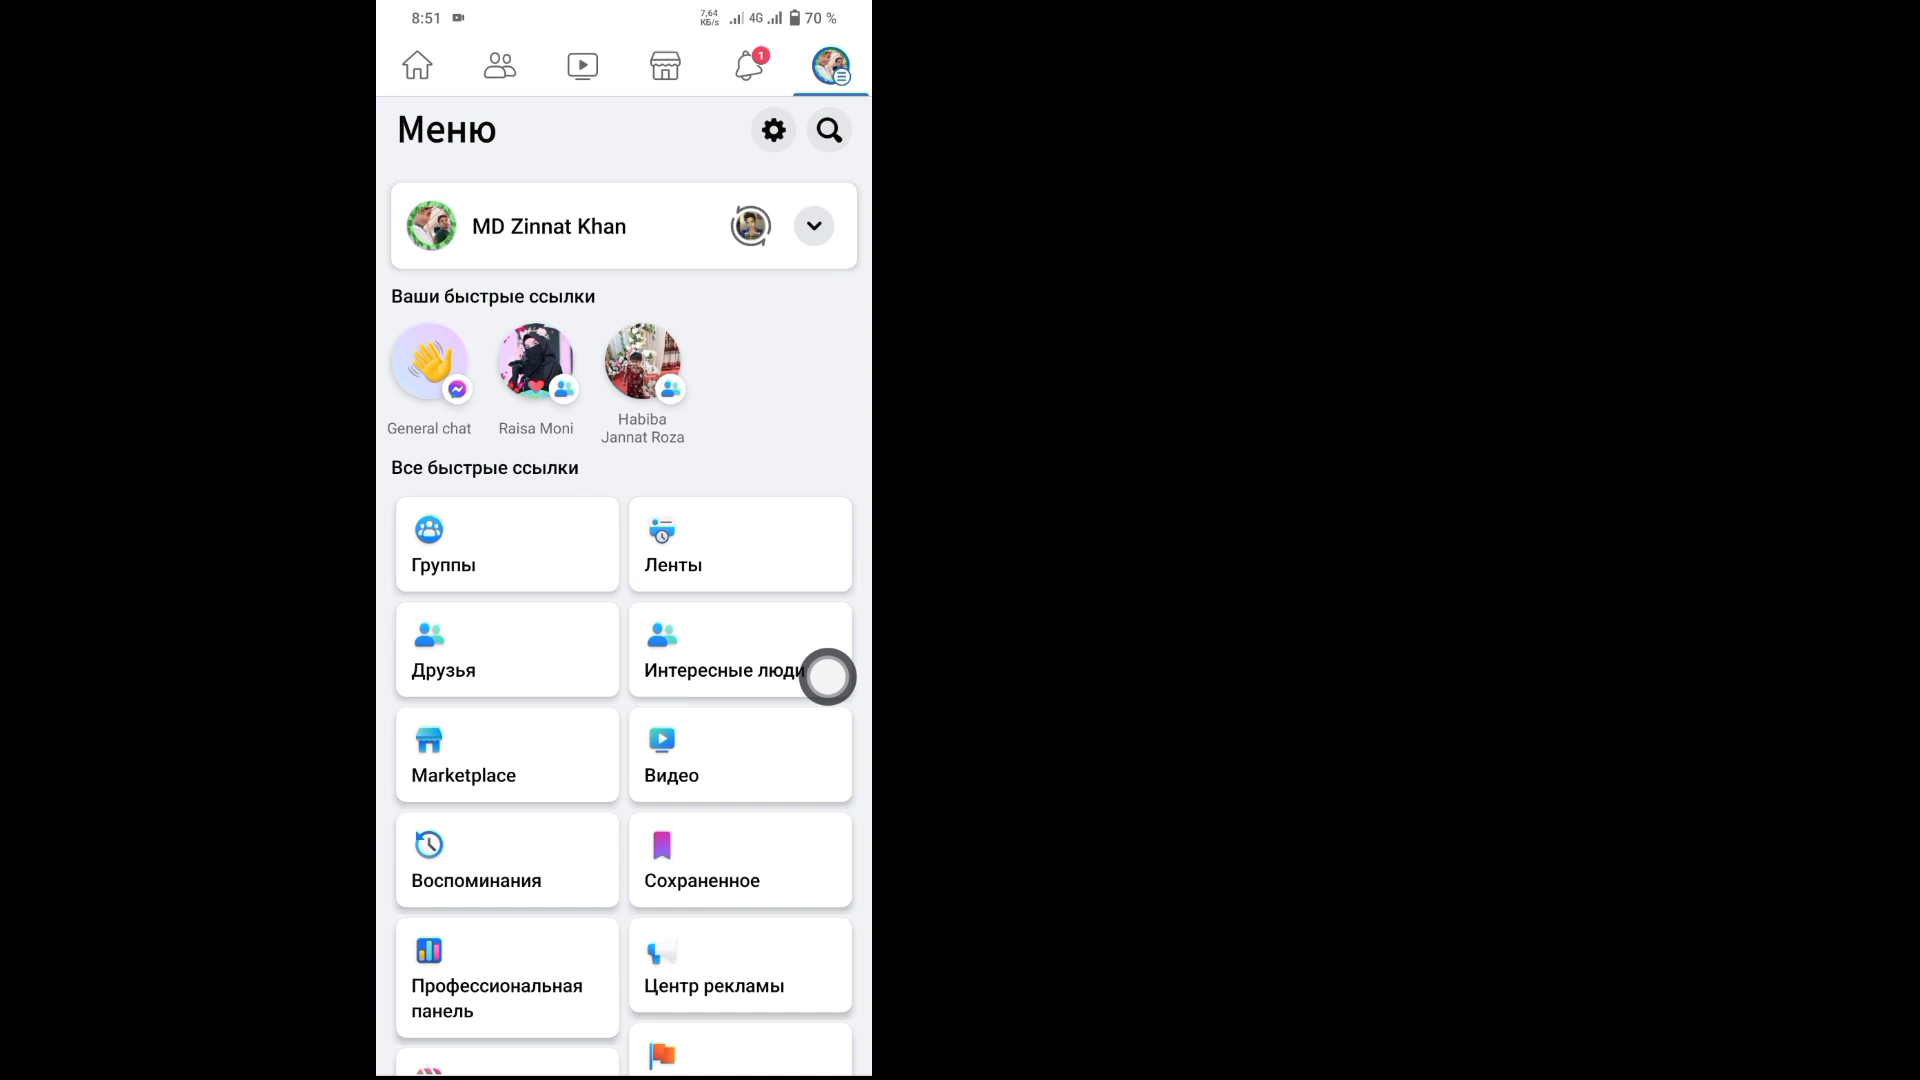 8:51
7,64
КБ/s
4G
70 %
1
Меню
MD Zinnat Khan
Ваши быстрые ссылки
General chat
Raisa Moni
Habiba
Jannat Roza
Все быстрые ссылки
Группы
Ленты
Друзья
Интересные люди
Marketplace
Видео
Воспоминания
Сохраненное
Профессиональная
панель
Центр рекламы